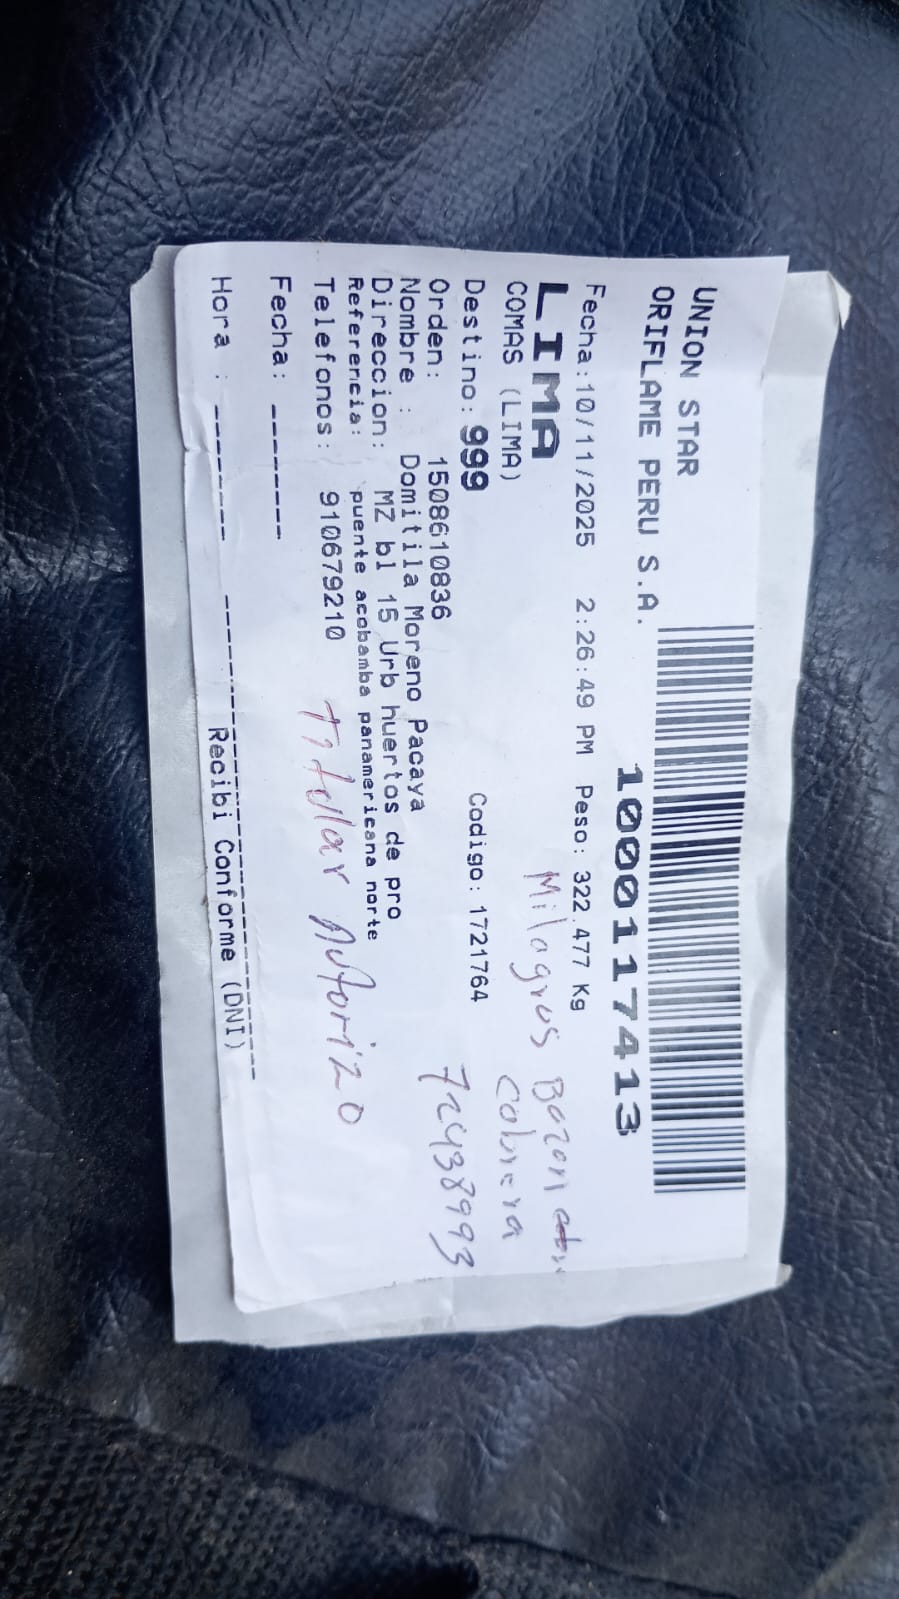 UNION STAR
ORIFLAME PERU S.A.
1000117413
Fecha:10/11/2025 2:26:49 PM Peso: 322.477 Kg
LIMA
COMAS (LIMA)
Milagros Bazan
Cabrera
Destino: 999 Codigo: 1721764
72438993
Orden: 1508610836
Nombre : Domitila Moreno Pacaya
Direccion: MZ bl 15 Urb huertos de pro
Referencia: puente acobamba panamericana norte
Telefonos: 910679210
Titular Autorizo
Fecha: _______
Hora : _______
Recibi Conforme (DNI)